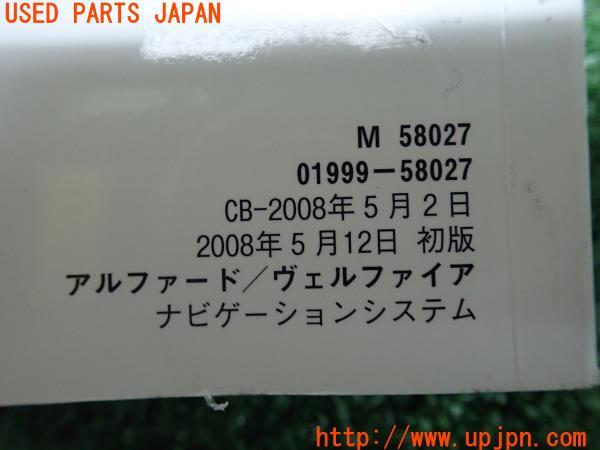 USED PARTS JAPAN
M 58027
01999-58027
CB-2008年5月2日
2008年5月12日 初版
アルファード/ヴェルファイア
ナビゲーションシステム
http://www.upjpn.com